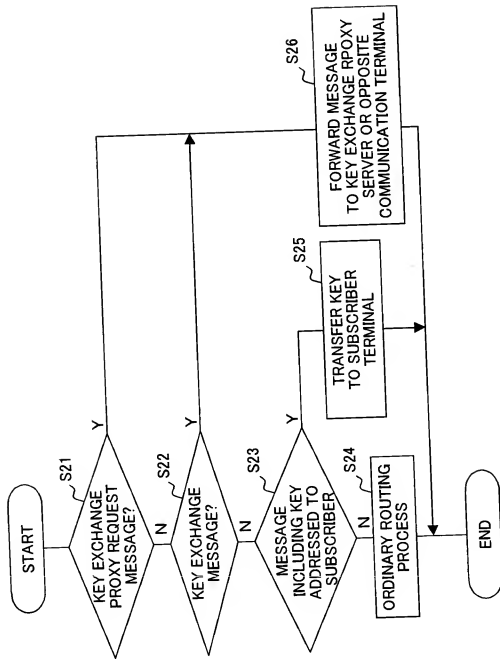 START
S21
KEY EXCHANGE
PROXY REQUEST
MESSAGE?
Y
N
S22
KEY EXCHANGE
MESSAGE?
Y
N
S23
MESSAGE
INCLUDING KEY
ADDRESSED TO
SUBSCRIBER
Y
N
S24
ORDINARY ROUTING
PROCESS
S25
TRANSFER KEY
TO SUBSCRIBER
TERMINAL
S26
FORWARD MESSAGE
TO KEY EXCHANGE RPOXY
SERVER OR OPPOSITE
COMMUNICATION TERMINAL
END